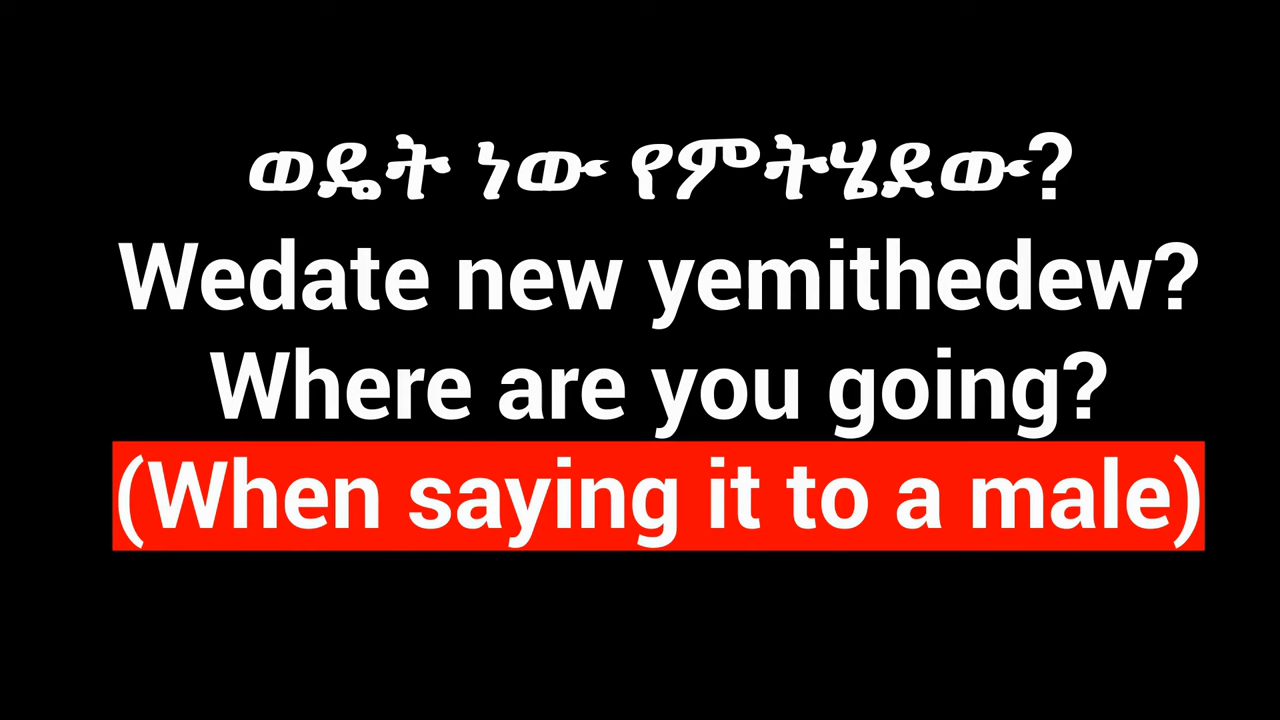 ወዴት ነው የምትሄደው?
Wedate new yemithedew?
Where are you going?
(When saying it to a male)